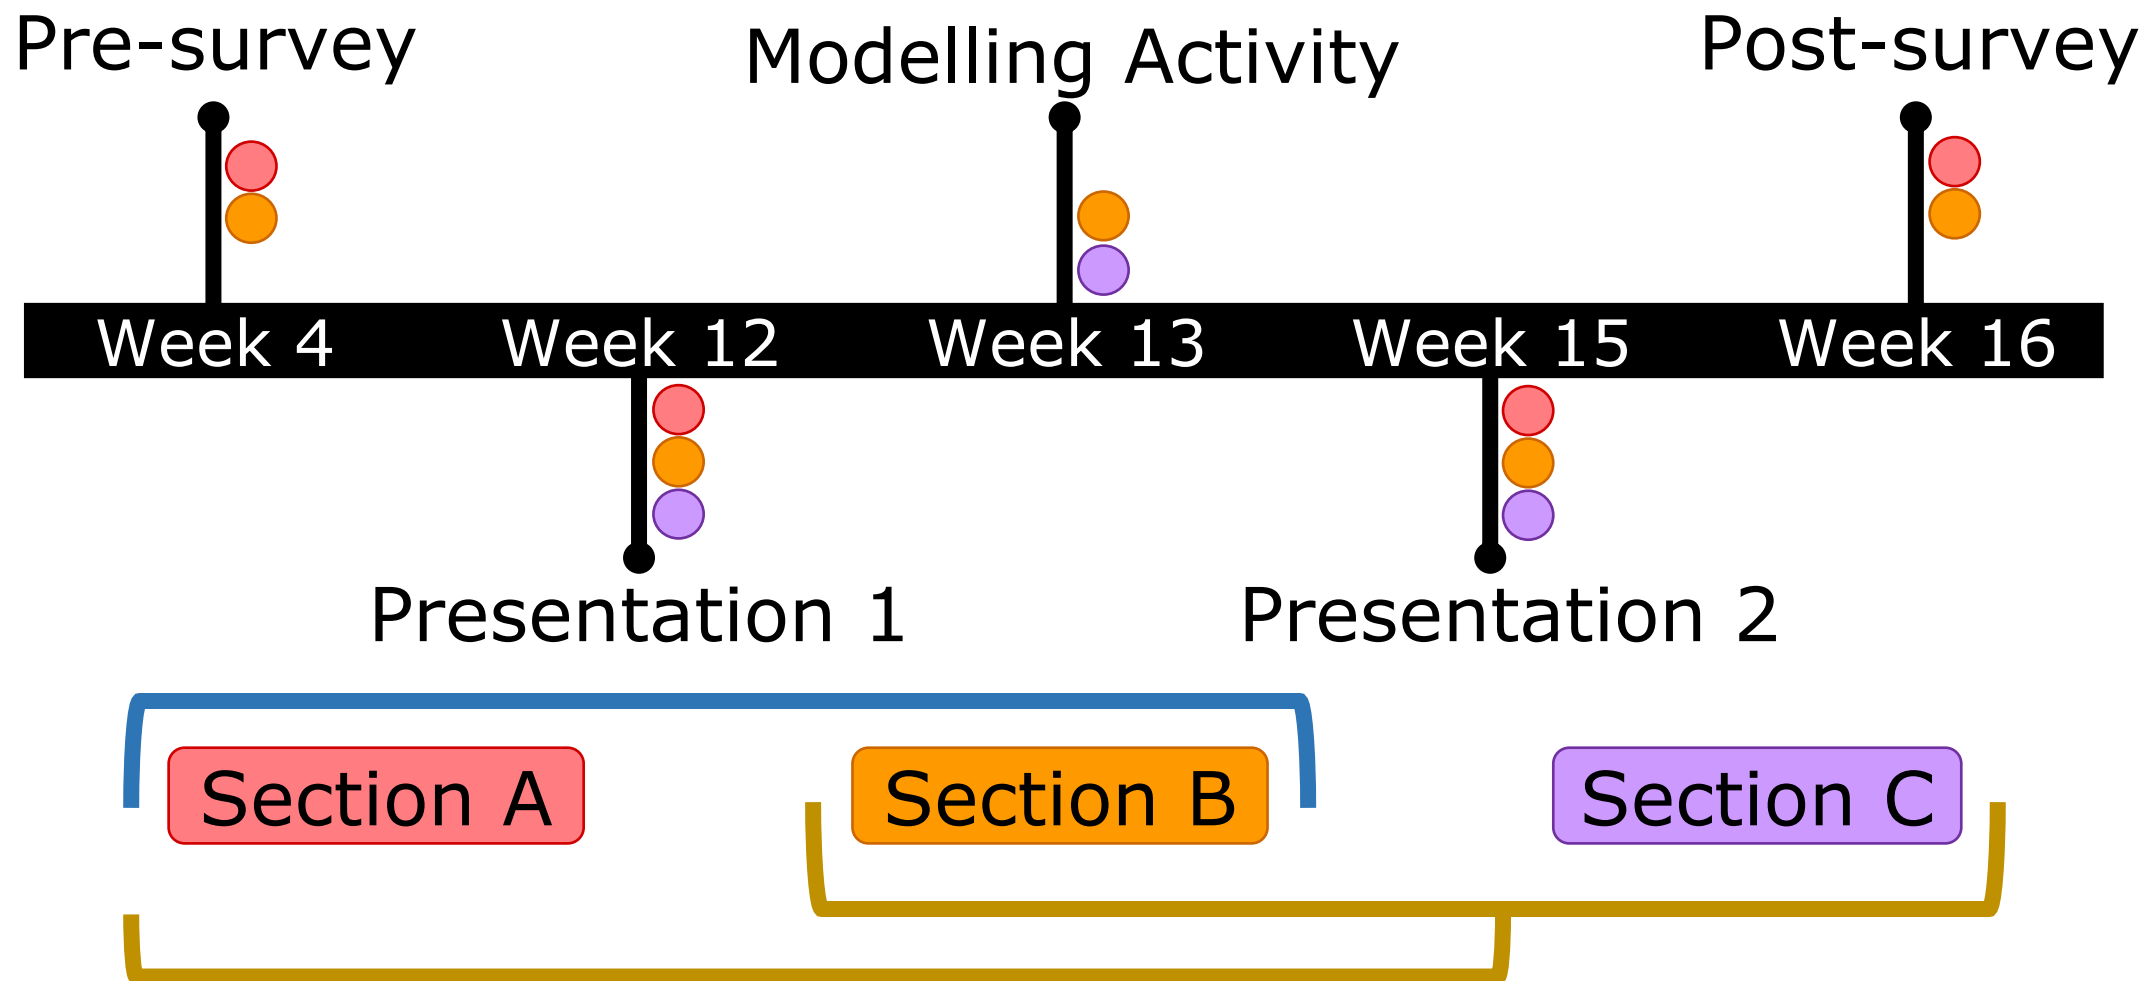 Pre-survey
Modelling Activity
Post-survey
Week 4
Week 12
Week 13
Week 15
Week 16
Presentation 1
Presentation 2
Section A
Section B
Section C